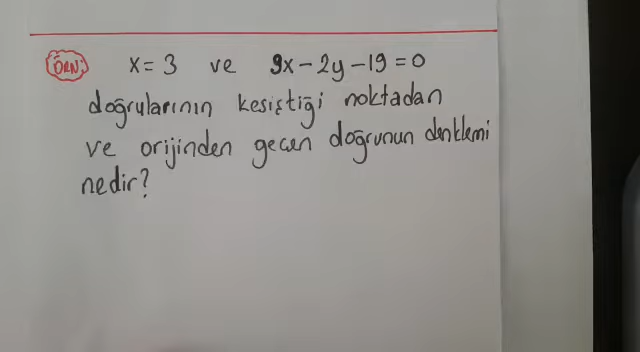 ÖRN: x = 3 ve 9x - 2y - 19 = 0
doğrularının kesiştiği noktadan
ve orijinden geçen doğrunun denklemi
nedir?